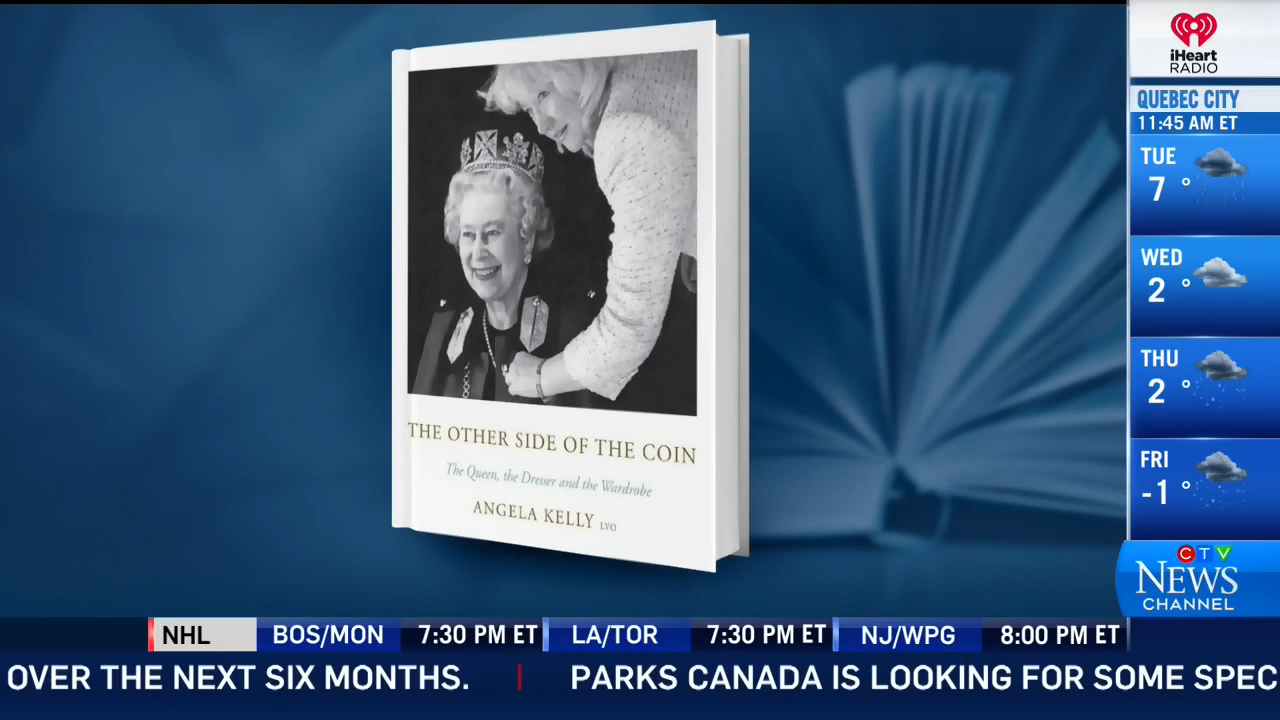 THE OTHER SIDE OF THE COIN
The Queen, the Dresser and the Wardrobe
ANGELA KELLY LVO
iHeart
RADIO
QUEBEC CITY
11:45 AM ET
TUE
7°
WED
2°
THU
2°
FRI
-1°
CTV
NEWS
CHANNEL
NHL BOS/MON 7:30 PM ET LA/TOR 7:30 PM ET NJ/WPG 8:00 PM ET
OVER THE NEXT SIX MONTHS. | PARKS CANADA IS LOOKING FOR SOME SPEC